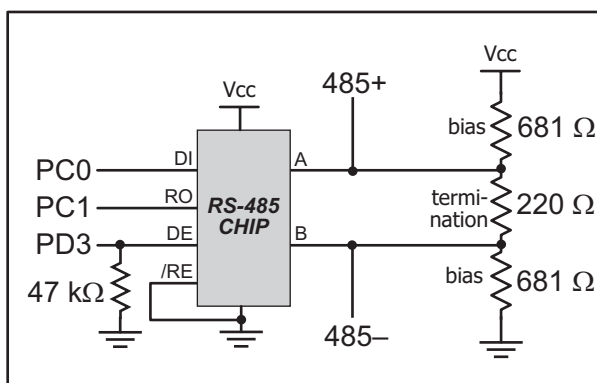 485+
Vcc
Vcc
bias 681 Ω
PC0 DI A
PC1 RO
RS-485
CHIP
termi-
nation 220 Ω
PD3 DE B
/RE
47 kΩ
bias 681 Ω
485–